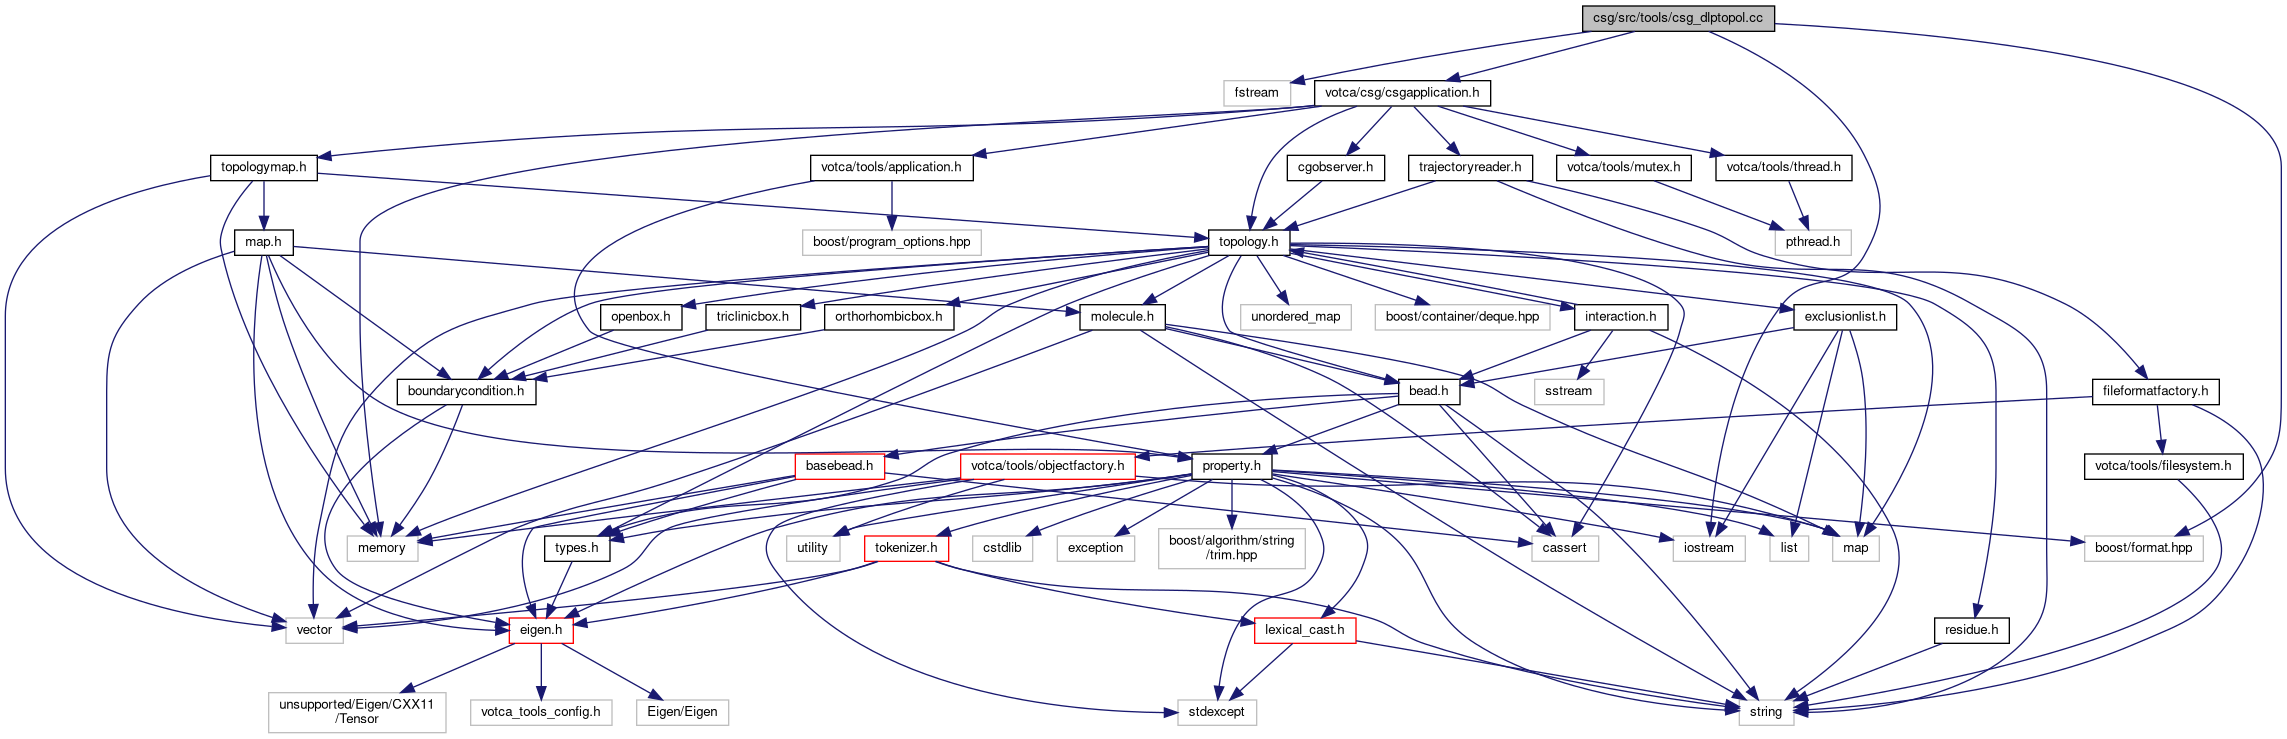 csg/src/tools/csg_dlptopol.cc
fstream
votca/csg/csgapplication.h
topologymap.h
votca/tools/application.h
cgobserver.h
trajectoryreader.h
votca/tools/mutex.h
votca/tools/thread.h
map.h
boost/program_options.hpp
topology.h
pthread.h
openbox.h
triclinicbox.h
orthorhombicbox.h
molecule.h
unordered_map
boost/container/deque.hpp
interaction.h
exclusionlist.h
boundarycondition.h
bead.h
sstream
fileformatfactory.h
basebead.h
votca/tools/objectfactory.h
property.h
votca/tools/filesystem.h
memory
types.h
utility
tokenizer.h
cstdlib
exception
boost/algorithm/string
/trim.hpp
cassert
iostream
list
map
boost/format.hpp
vector
eigen.h
lexical_cast.h
residue.h
unsupported/Eigen/CXX11
/Tensor
votca_tools_config.h
Eigen/Eigen
stdexcept
string